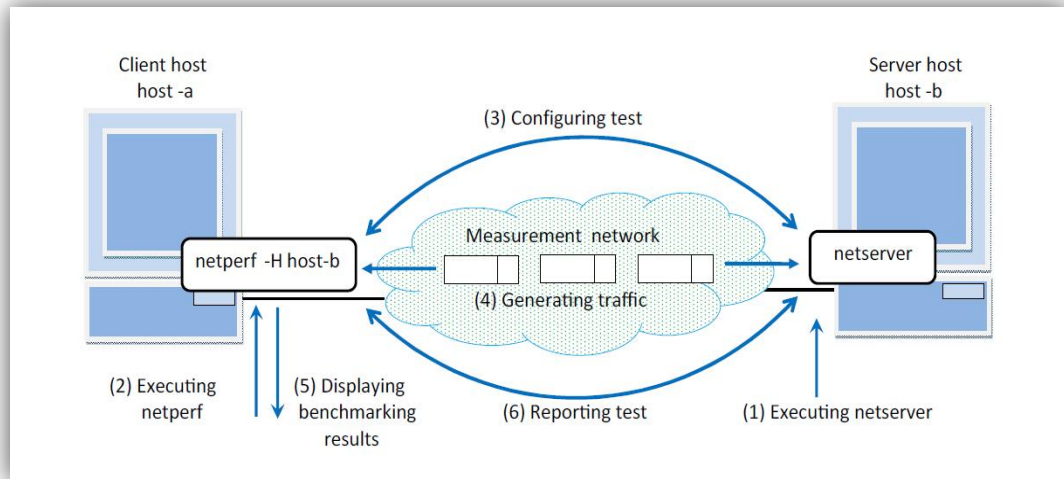 Client host
host -a
Server host
host -b
(3) Configuring test
Measurement network
netperf -H host-b
netserver
(4) Generating traffic
(2) Executing
netperf
(5) Displaying
benchmarking
results
(6) Reporting test
(1) Executing netserver